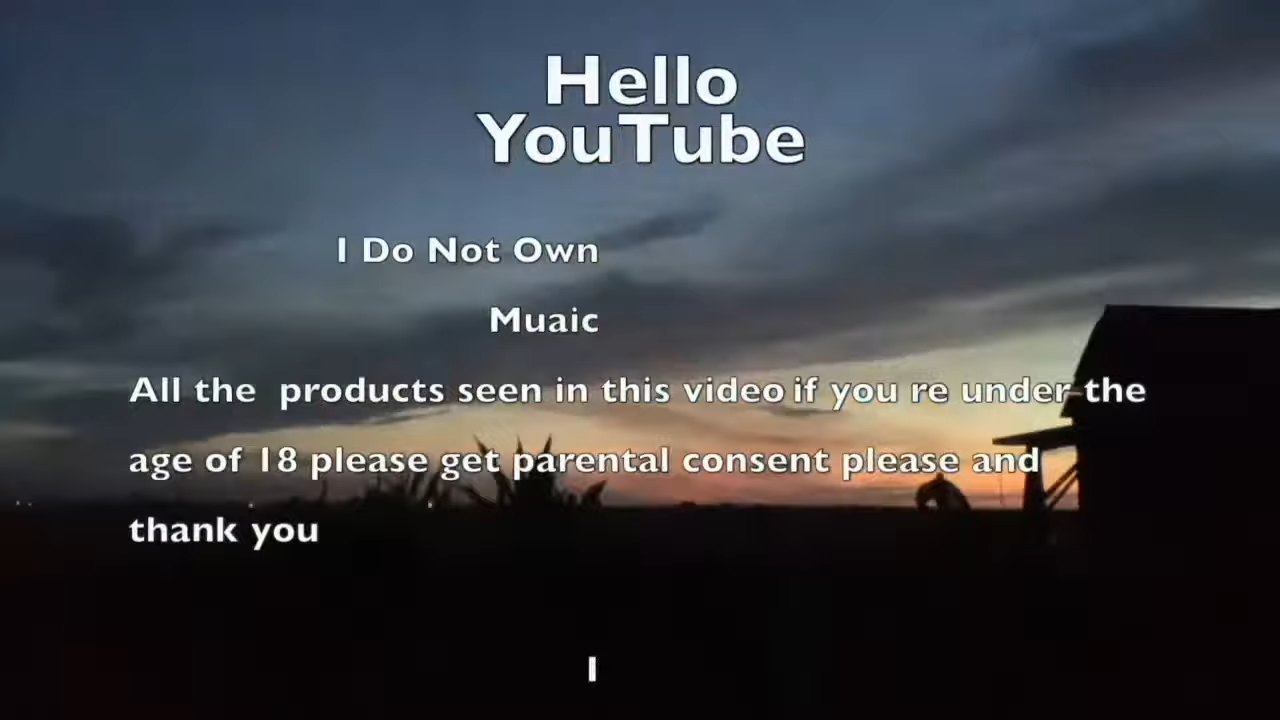 Hello
YouTube
I Do Not Own
Muaic
All the  products seen in this video if you re under the
age of 18 please get parental consent please and
thank you
I